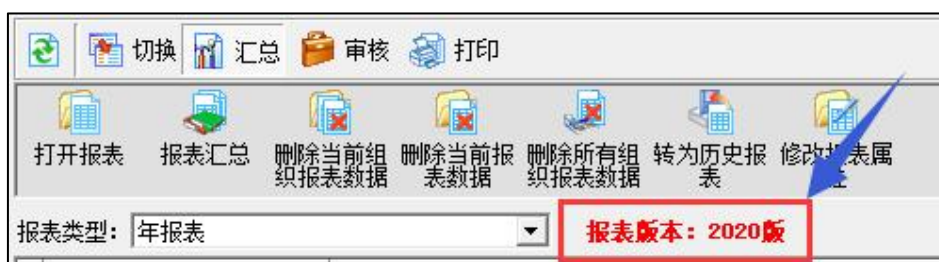 切换 汇总 审核 打印
打开报表 报表汇总 删除当前组 删除当前报 删除所有组 转为历史报 修改报表属
织报表数据 表数据 织报表数据 表
报表类型：年报表 报表版本：2020版